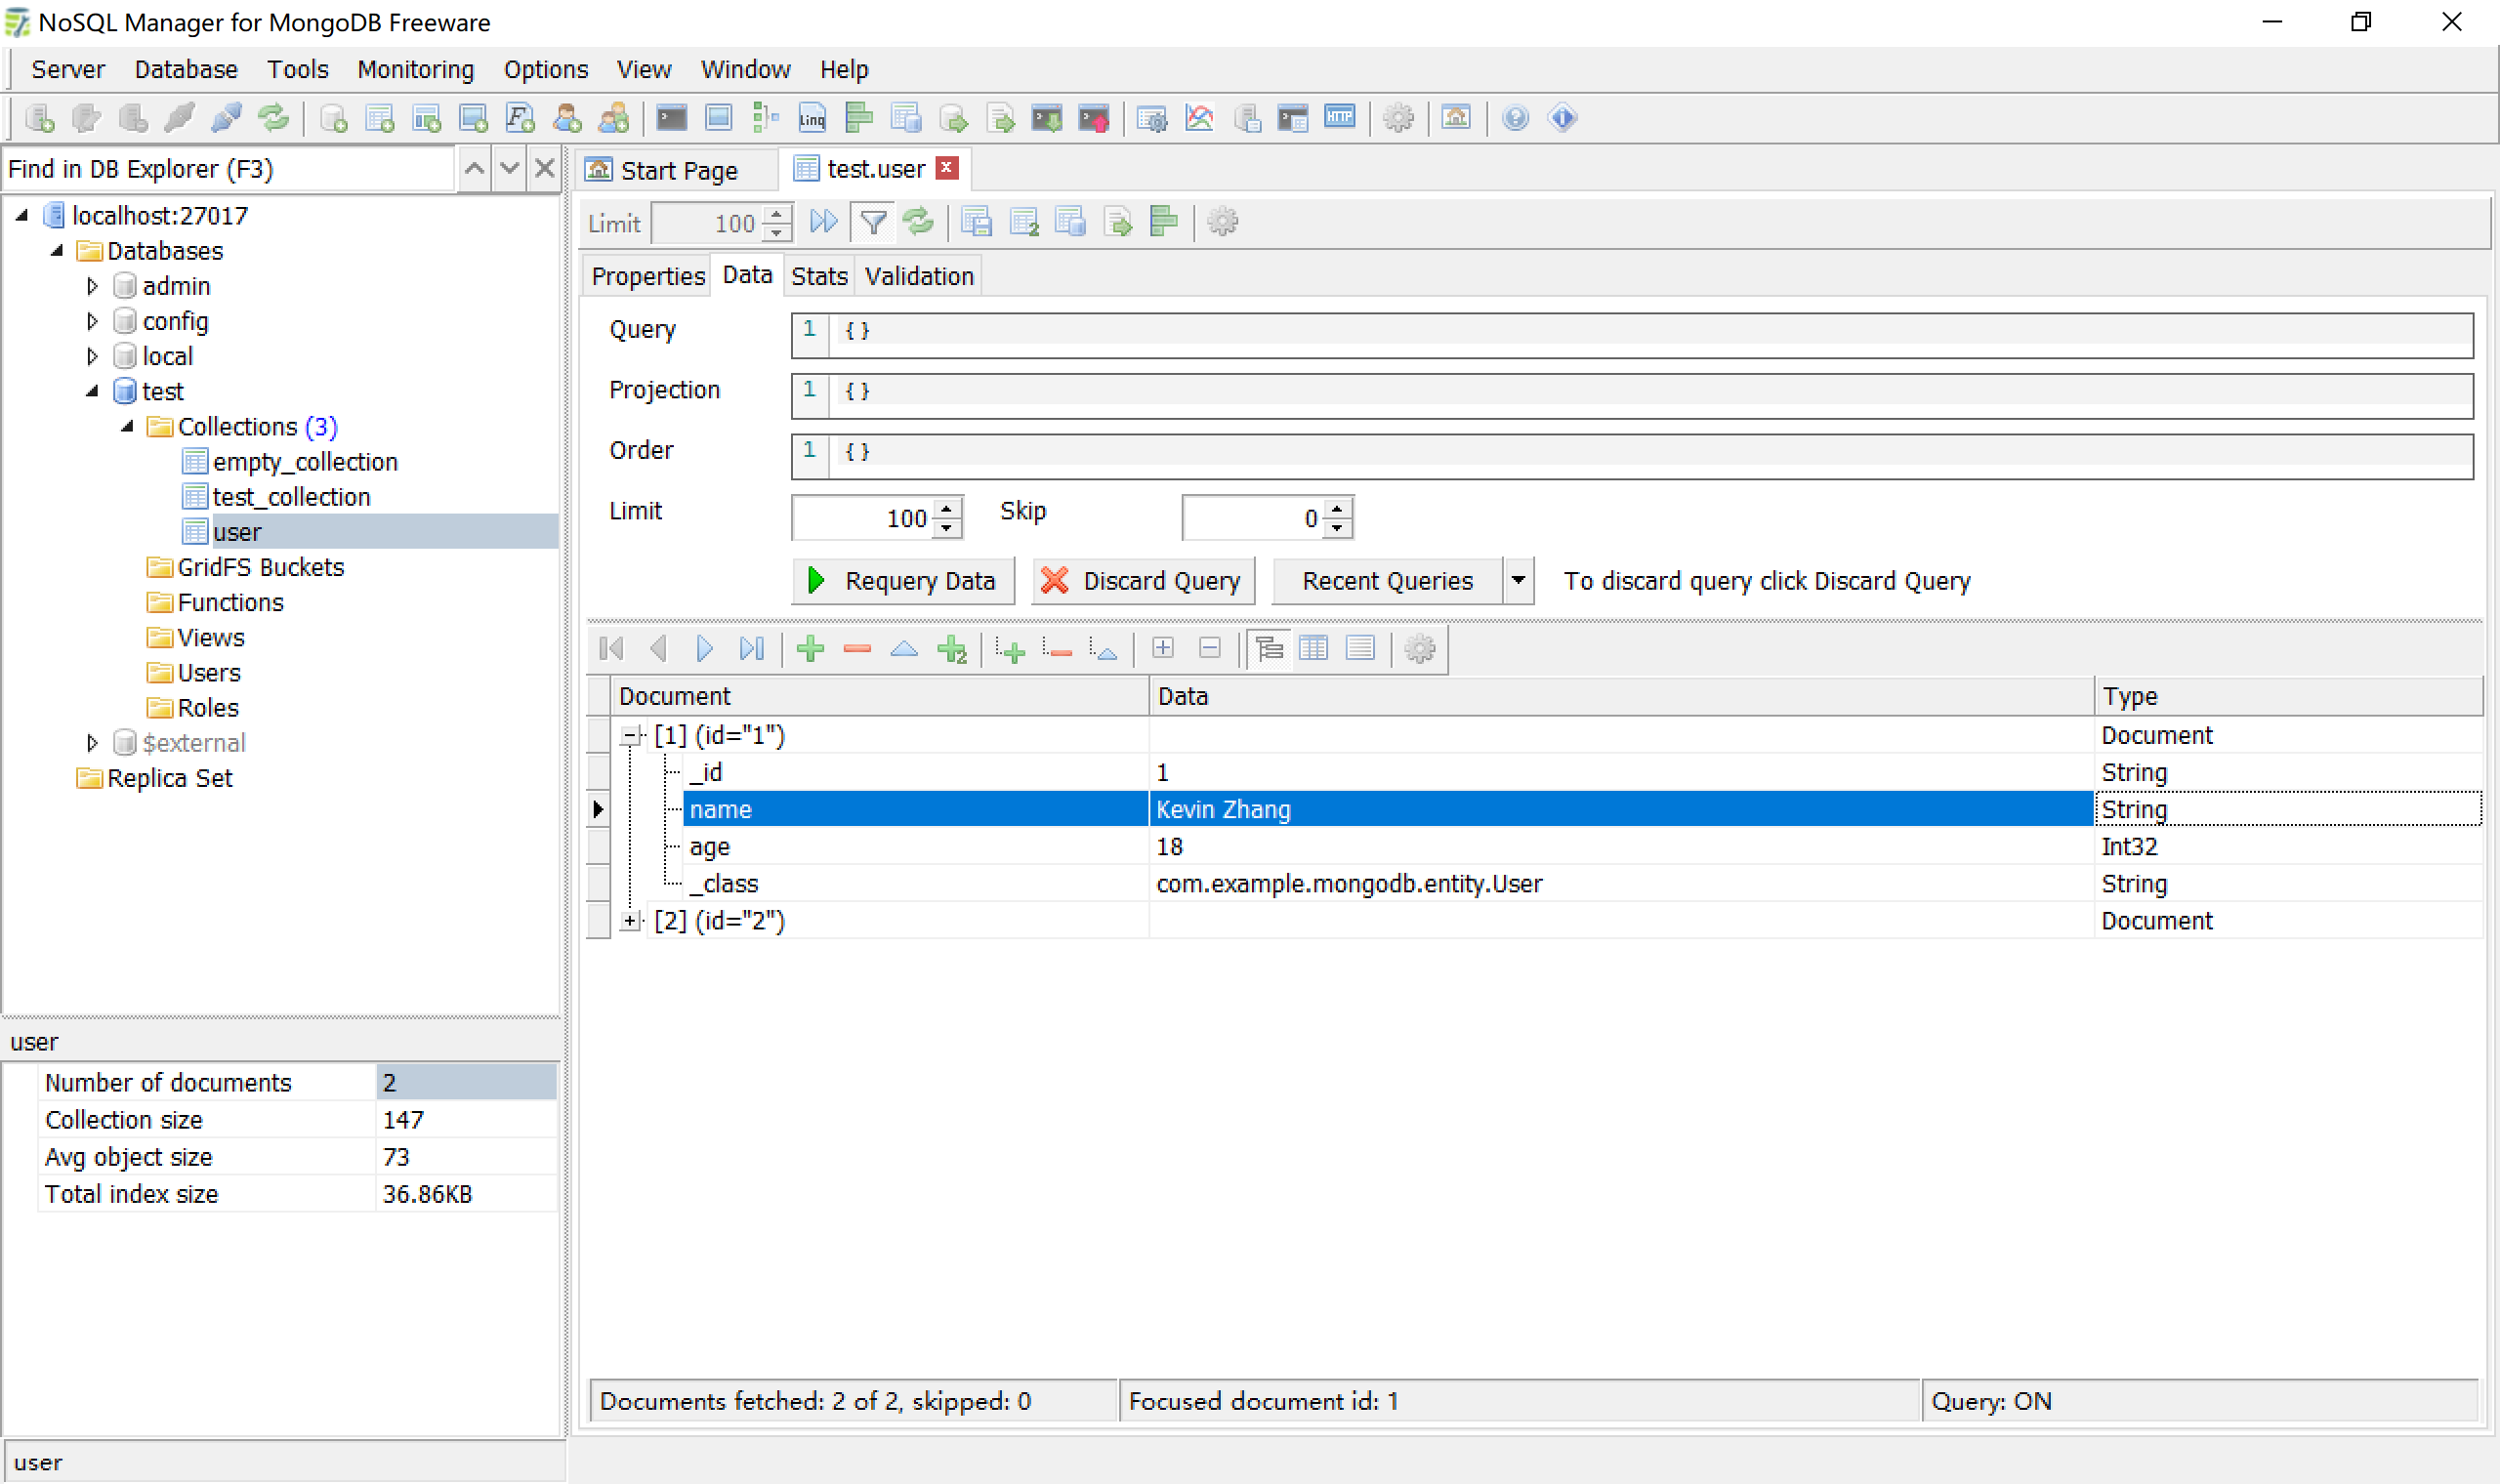 NoSQL Manager for MongoDB Freeware
Server Database Tools Monitoring Options View Window Help
Linq HTTP
Find in DB Explorer (F3)
localhost:27017
Databases
admin
config
local
test
Collections (3)
empty_collection
test_collection
user
GridFS Buckets
Functions
Views
Users
Roles
$external
Replica Set
user
Number of documents 2
Collection size 147
Avg object size 73
Total index size 36.86KB
user
Start Page test.user
Limit 100
Properties Data Stats Validation
Query 1 {}
Projection 1 {}
Order 1 {}
Limit 100 Skip 0
Requery Data Discard Query Recent Queries To discard query click Discard Query
Document Data Type
[1] (id="1") Document
_id 1 String
name Kevin Zhang String
age 18 Int32
_class com.example.mongodb.entity.User String
[2] (id="2") Document
Documents fetched: 2 of 2, skipped: 0 Focused document id: 1 Query: ON